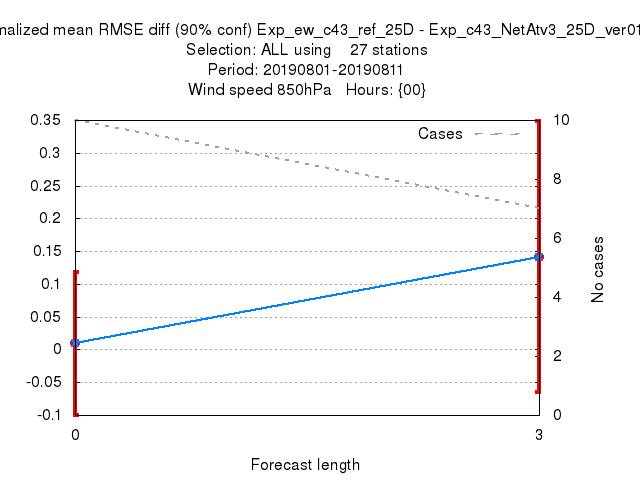 malized mean RMSE diff (90% conf) Exp_ew_c43_ref_25D - Exp_c43_NetAtv3_25D_ver01
Selection: ALL using 27 stations
Period: 20190801-20190811
Wind speed 850hPa Hours: {00}
Cases
0.35
0.3
0.25
0.2
0.15
0.1
0.05
0
-0.05
-0.1
10
8
6
4
2
0
No cases
0
3
Forecast length